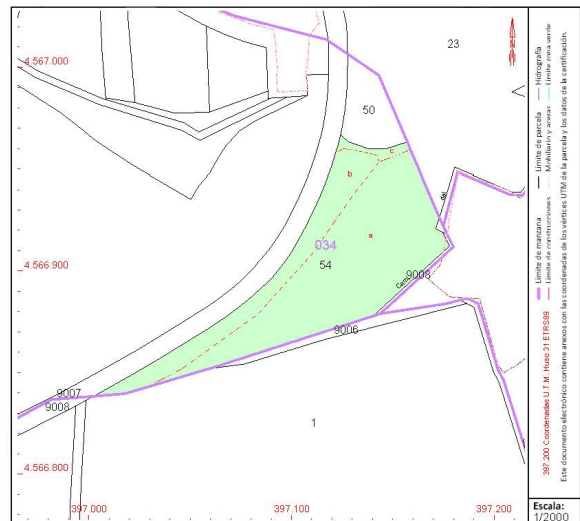 4.567.000
23
50
c
b
a
034
54
4.566.900
9008
9006
9007
9008
1
4.566.800
397.000
397.100
397.200
Límite de manzana
Límite de parcela
Hidrografía
Límite de construcciones
Mobiliario y aceras
Límite zona verde
397.200 Coordenadas U.T.M. Huso 31 ETRS89
Este documento electrónico contiene anexos con las coordenadas de los vértices UTM de la parcela y los datos de la certificación.
Escala:
1/2000